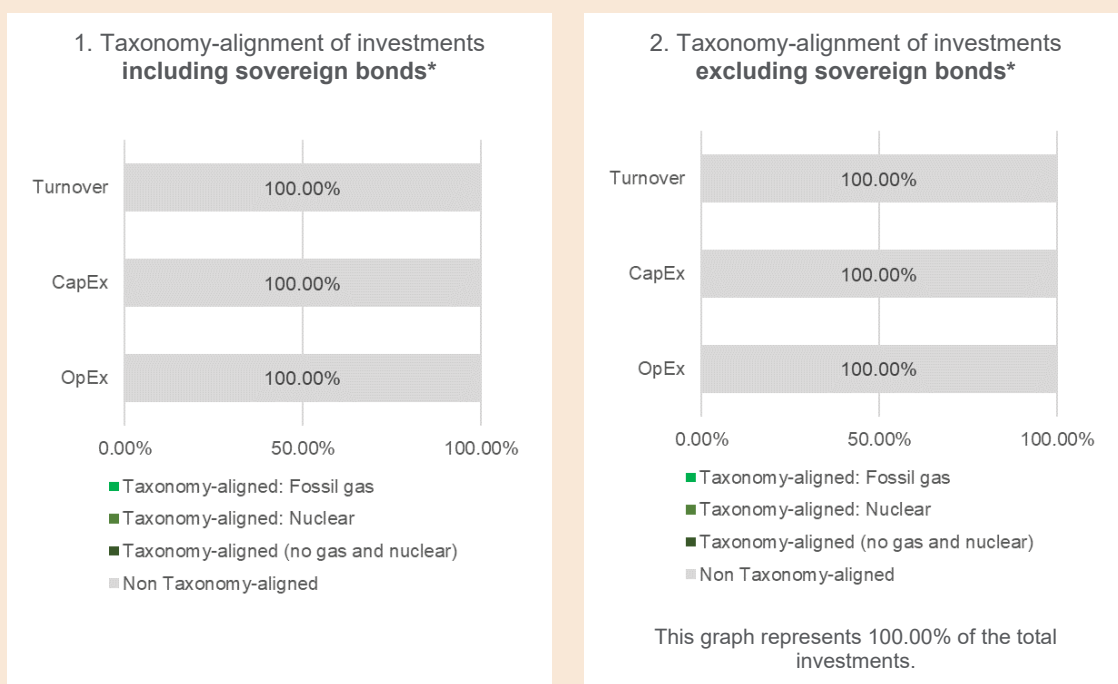 1. Taxonomy-alignment of investments
including sovereign bonds*
Turnover
100.00%
CapEx
100.00%
OpEx
100.00%
0.00%
50.00%
100.00%
Taxonomy-aligned: Fossil gas
Taxonomy-aligned: Nuclear
Taxonomy-aligned (no gas and nuclear)
Non Taxonomy-aligned
2. Taxonomy-alignment of investments
excluding sovereign bonds*
Turnover
100.00%
CapEx
100.00%
OpEx
100.00%
0.00%
50.00%
100.00%
Taxonomy-aligned: Fossil gas
Taxonomy-aligned: Nuclear
Taxonomy-aligned (no gas and nuclear)
Non Taxonomy-aligned
This graph represents 100.00% of the total
investments.